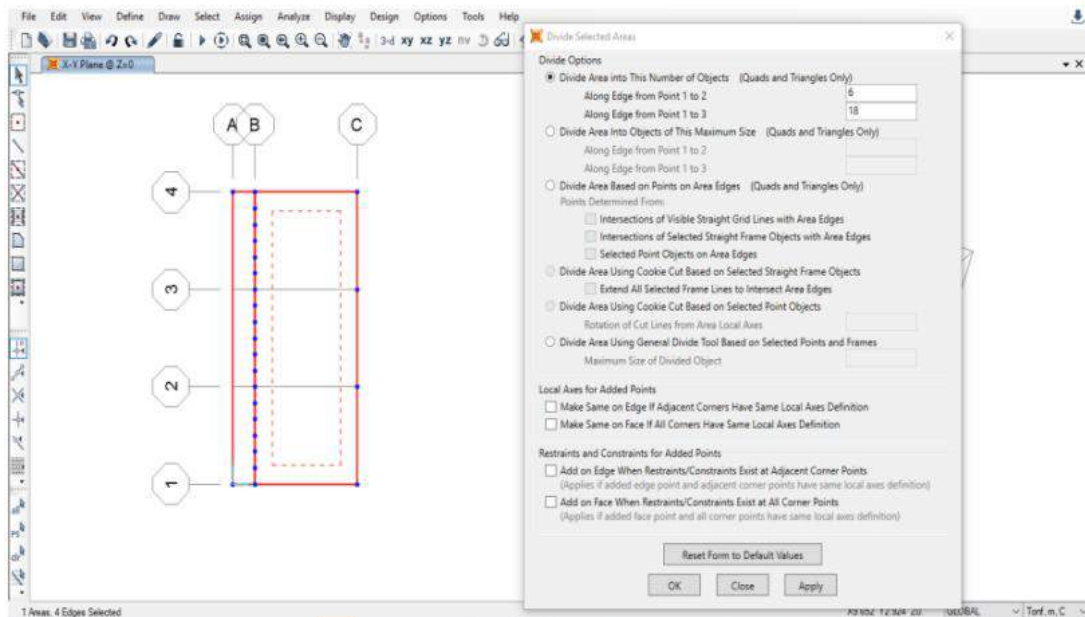 File Edit View Define Draw Select Assign Analyze Display Design Options Tools Help
3-d xy xz yz nv
X-Y Plane @ Z=0
A B C
4
3
2
1
Divide Selected Areas
Divide Options
Divide Area into This Number of Objects (Quads and Triangles Only)
Along Edge from Point 1 to 2 6
Along Edge from Point 1 to 3 18
Divide Area Into Objects of This Maximum Size (Quads and Triangles Only)
Along Edge from Point 1 to 2
Along Edge from Point 1 to 3
Divide Area Based on Points on Area Edges (Quads and Triangles Only)
Points Determined From:
Intersections of Visible Straight Grid Lines with Area Edges
Intersections of Selected Straight Frame Objects with Area Edges
Selected Point Objects on Area Edges
Divide Area Using Cookie Cut Based on Selected Straight Frame Objects
Extend All Selected Frame Lines to Intersect Area Edges
Divide Area Using Cookie Cut Based on Selected Point Objects
Rotation of Cut Lines from Area Local Axes
Divide Area Using General Divide Tool Based on Selected Points and Frames
Maximum Size of Divided Object
Local Axes for Added Points
Make Same on Edge If Adjacent Corners Have Same Local Axes Definition
Make Same on Face If All Corners Have Same Local Axes Definition
Restraints and Constraints for Added Points
Add on Edge When Restraints/Constraints Exist at Adjacent Corner Points
(Applies if added edge point and adjacent corner points have same local axes definition)
Add on Face When Restraints/Constraints Exist at All Corner Points
(Applies if added face point and all corner points have same local axes definition)
Reset Form to Default Values
OK Close Apply
1 Areas, 4 Edges Selected
GLOBAL Tonf, m, C